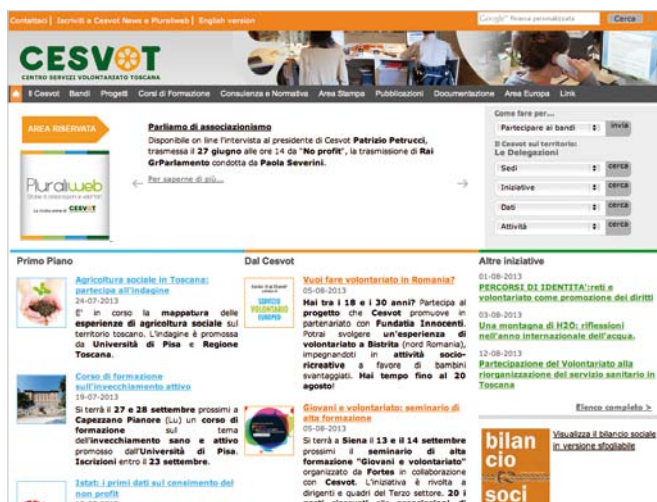 Contattaci | Iscriviti a Cesvot News e Pluraliweb | English version
Google™ Ricerca personalizzata
Cerca
CESVOT
CENTRO SERVIZI VOLONTARIATO TOSCANA
Il Cesvot Bandi Progetti Corsi di Formazione Consulenza e Normativa Area Stampa Pubblicazioni Documentazione Area Europa Link
AREA RISERVATA
Pluraliweb
CESVOT
Parliamo di associazionismo
Disponibile on line l'intervista al presidente di Cesvot Patrizio Petrucci,
trasmessa il 27 giugno alle ore 14 da "No profit", la trasmissione di Rai
GrParlamento condotta da Paola Severini.
Per saperne di più...
Come fare per...
Partecipare ai bandi
invia
Il Cesvot sul territorio:
Le Delegazioni
Sedi
cerca
Iniziative
cerca
Dati
cerca
Attività
cerca
Primo Piano
Agricoltura sociale in Toscana:
partecipa all'indagine
24-07-2013
E' in corso la mappatura delle
esperienze di agricoltura sociale sul
territorio toscano. L'indagine è promossa
da Università di Pisa e Regione
Toscana.
Corso di formazione
sull'invecchiamento attivo
19-07-2013
Si terrà il 27 e 28 settembre prossimi a
Capezzano Pianore (Lu) un corso di
formazione sul tema
dell'invecchiamento sano e attivo
promosso dall'Università di Pisa.
Iscrizioni entro il 23 settembre.
Istat: i primi dati sul censimento del
non profit
Dal Cesvot
SERVIZIO
VOLONTARIO
EUROPEO
Vuoi fare volontariato in Romania?
05-08-2013
Hai tra i 18 e i 30 anni? Partecipa al
progetto che Cesvot promuove in
partenariato con Fundatia Innocenti.
Potrai svolgere un'esperienza di
volontariato a Bistrita (nord Romania),
impegnandoti in attività socio-
ricreative a favore di bambini
svantaggiati. Hai tempo fino al 20
agosto!
Giovani e volontariato: seminario di
alta formazione
05-08-2013
Si terrà a Siena il 13 e il 14 settembre
prossimi il seminario di alta
formazione "Giovani e volontariato"
organizzato da Fortes in collaborazione
con Cesvot. L'iniziativa è rivolta a
dirigenti e quadri del Terzo settore. 20 i
Altre iniziative
01-08-2013
PERCORSI DI IDENTITA':reti e
volontariato come promozione dei diritti
03-08-2013
Una montagna di H2O: riflessioni
nell'anno internazionale dell'acqua.
12-08-2013
Partecipazione del Volontariato alla
riorganizzazione del servizio sanitario in
Toscana
Elenco completo >
bilan
cio
soci
Visualizza il bilancio sociale
in versione sfogliabile